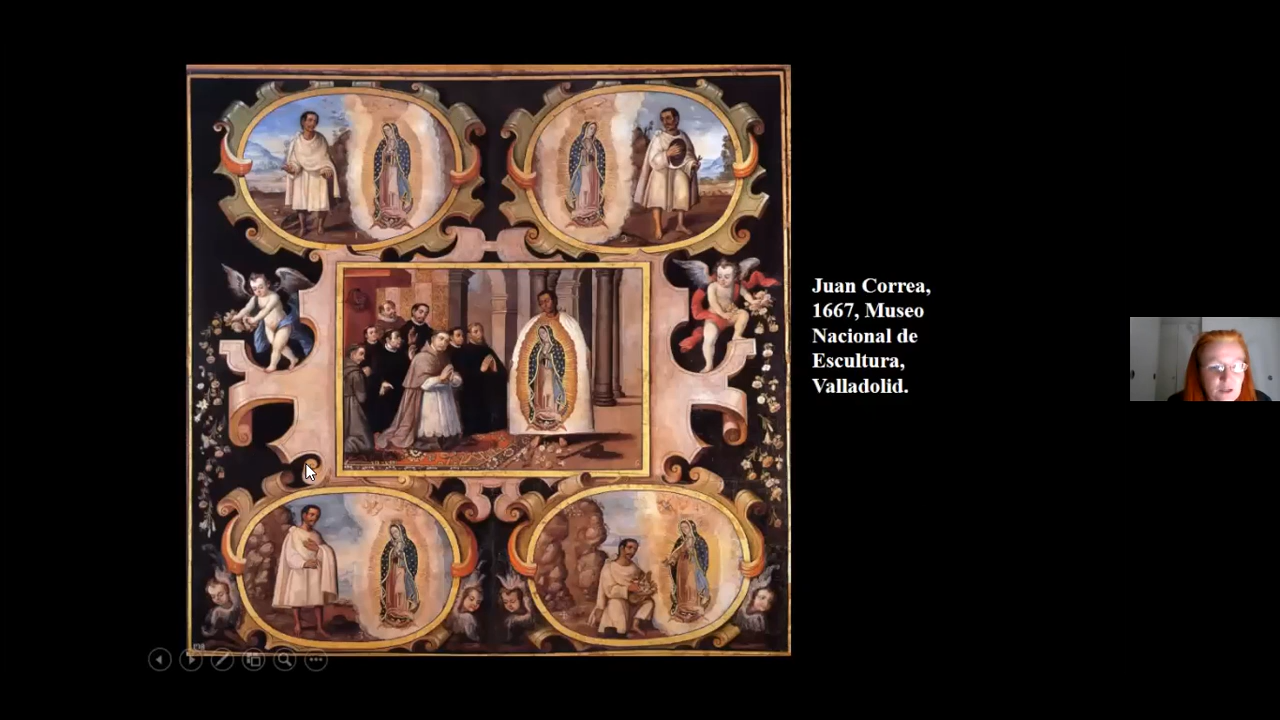 Juan Correa,
1667, Museo
Nacional de
Escultura,
Valladolid.